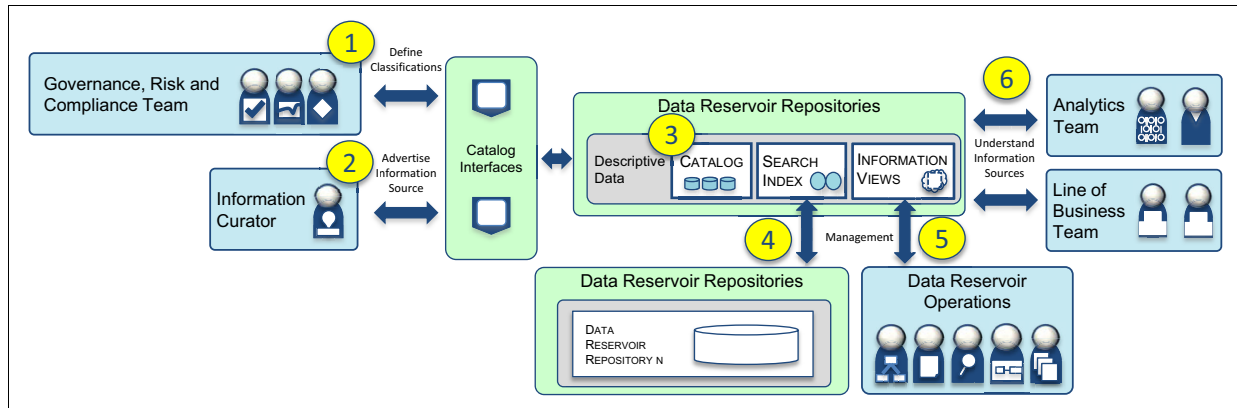 1
Governance, Risk and
Compliance Team
Define
Classifications
2
Information
Curator
Advertise
Information
Source
Catalog
Interfaces
Data Reservoir Repositories
3
Descriptive
Data
CATALOG
SEARCH
INDEX
INFORMATION
VIEWS
6
Understand
Information
Sources
Analytics
Team
Line of
Business
Team
4
Management
5
Data Reservoir Repositories
DATA
RESERVOIR
REPOSITORY N
Data Reservoir
Operations